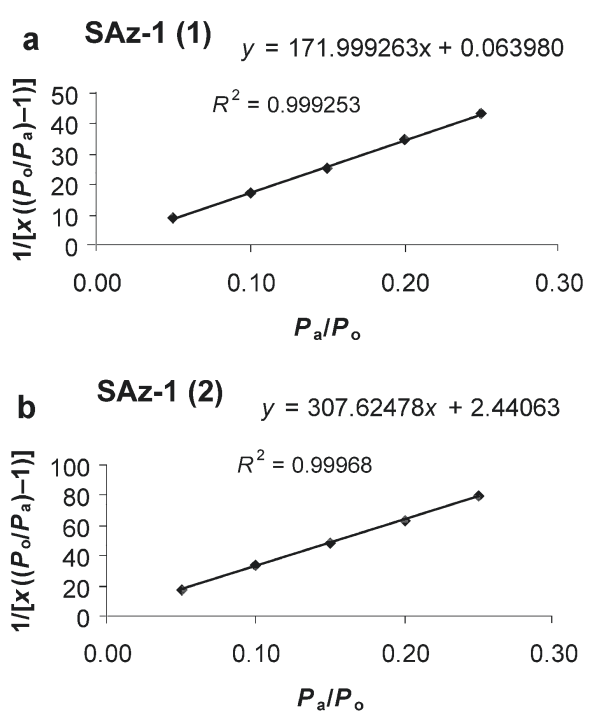 a SAz-1 (1)
y = 171.999263x + 0.063980
R² = 0.999253
1/[x((Po/Pa)–1)]
50
40
30
20
10
0
0.00 0.10 0.20 0.30
Pa/Po
b SAz-1 (2)
y = 307.62478x + 2.44063
R² = 0.99968
1/[x((Po/Pa)–1)]
100
80
60
40
20
0
0.00 0.10 0.20 0.30
Pa/Po